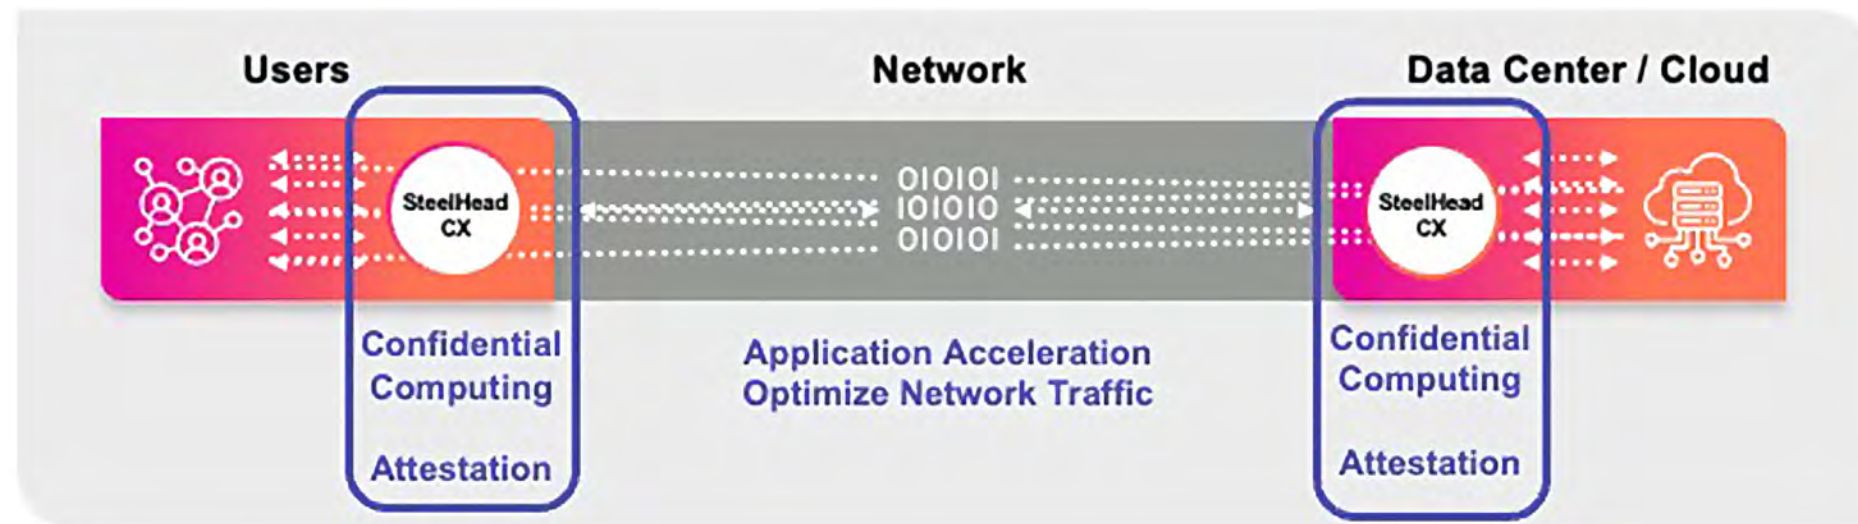 Users
Network
Data Center / Cloud
SteelHead
CX
010101
101010
010101
SteelHead
CX
Confidential
Computing
Attestation
Application Acceleration
Optimize Network Traffic
Confidential
Computing
Attestation